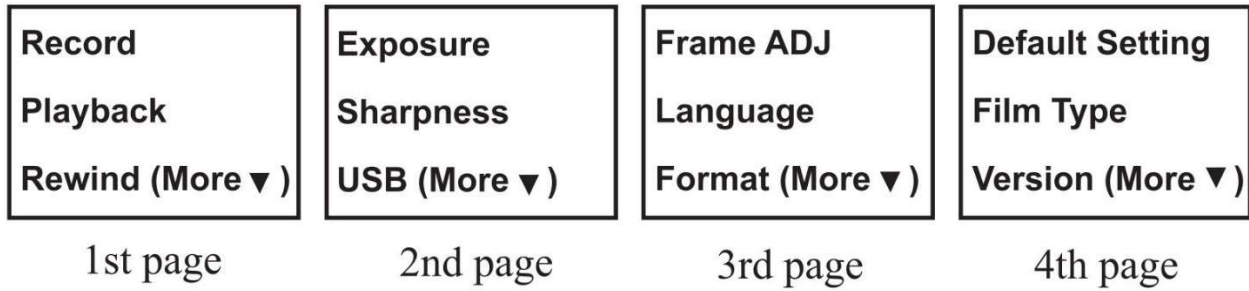 Record
Playback
Rewind (More ▼)
1st page
Exposure
Sharpness
USB (More ▼)
2nd page
Frame ADJ
Language
Format (More ▼)
3rd page
Default Setting
Film Type
Version (More ▼)
4th page